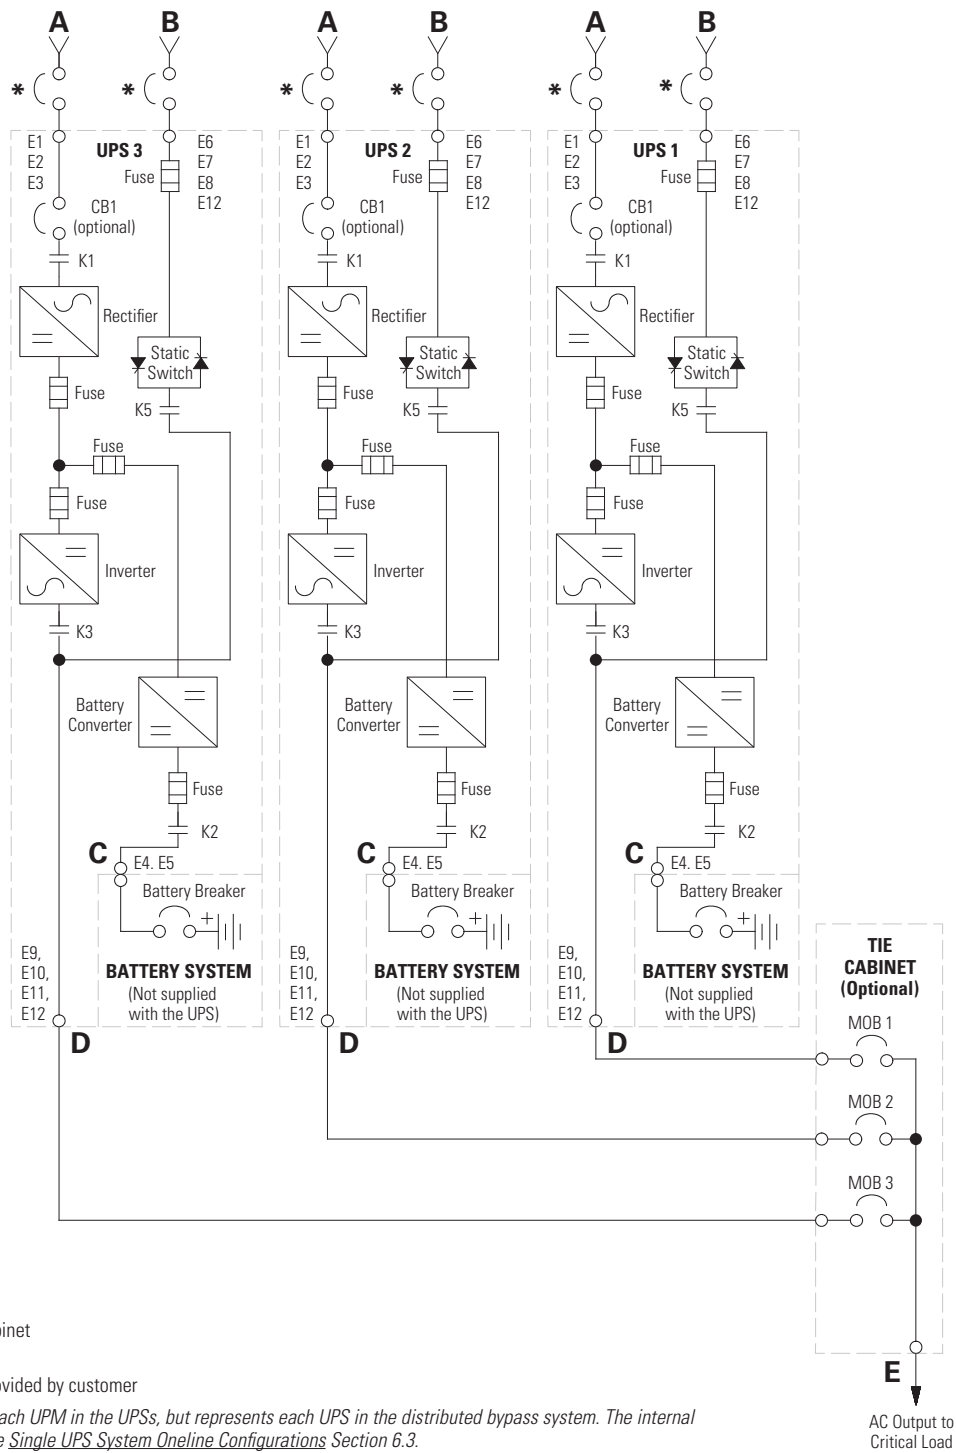 A B A B A B
* * * * * *
E1 E6 E1 E6 E1 E6
E2 UPS 3 E7 E2 UPS 2 E7 E2 UPS 1 E7
E3 Fuse E8 E3 Fuse E8 E3 Fuse E8
CB1 E12 CB1 E12 CB1 E12
(optional) (optional) (optional)
K1 K1 K1
Rectifier Rectifier Rectifier
Static Static Static
Switch Switch Switch
Fuse Fuse Fuse
K5 K5 K5
Fuse Fuse Fuse
Fuse Fuse Fuse
Inverter Inverter Inverter
K3 K3 K3
Battery Battery Battery
Converter Converter Converter
Fuse Fuse Fuse
K2 K2 K2
C E4. E5 C E4. E5 C E4. E5
Battery Breaker Battery Breaker Battery Breaker
+ + +
E9, E9, E9,
E10, BATTERY SYSTEM E10, BATTERY SYSTEM E10, BATTERY SYSTEM
E11, (Not supplied E11, (Not supplied E11, (Not supplied
E12 with the UPS) E12 with the UPS) E12 with the UPS)
D D D
TIE
CABINET
(Optional)
MOB 1
MOB 2
MOB 3
E
AC Output to
Critical Load
binet
ovided by customer
ach UPM in the UPSs, but represents each UPS in the distributed bypass system. The internal
e Single UPS System Oneline Configurations Section 6.3.